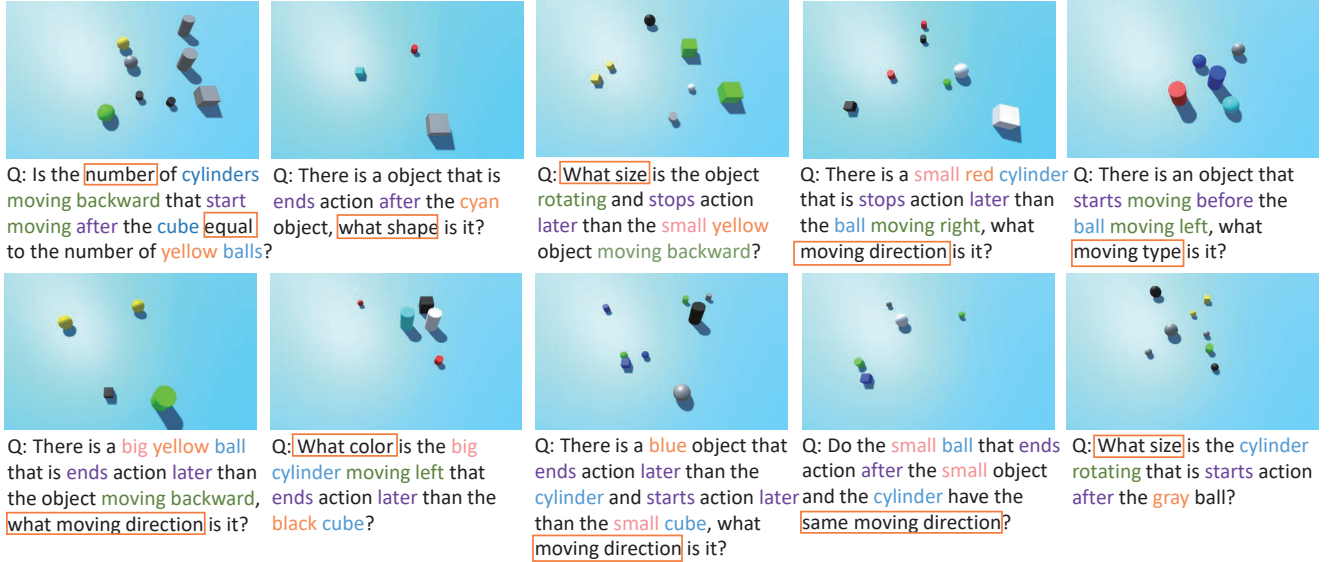 Q: Is the number of cylinders
moving backward that start
moving after the cube equal
to the number of yellow balls?
Q: There is a object that is
ends action after the cyan
object, what shape is it?
Q: What size is the object
rotating and stops action
later than the small yellow
object moving backward?
Q: There is a small red cylinder
that is stops action later than
the ball moving right, what
moving direction is it?
Q: There is an object that
starts moving before the
ball moving left, what
moving type is it?
Q: There is a big yellow ball
that is ends action later than
the object moving backward,
what moving direction is it?
Q: What color is the big
cylinder moving left that
ends action later than the
black cube?
Q: There is a blue object that
ends action later than the
cylinder and starts action later
than the small cube, what
moving direction is it?
Q: Do the small ball that ends
action after the small object
and the cylinder have the
same moving direction?
Q: What size is the cylinder
rotating that is starts action
after the gray ball?